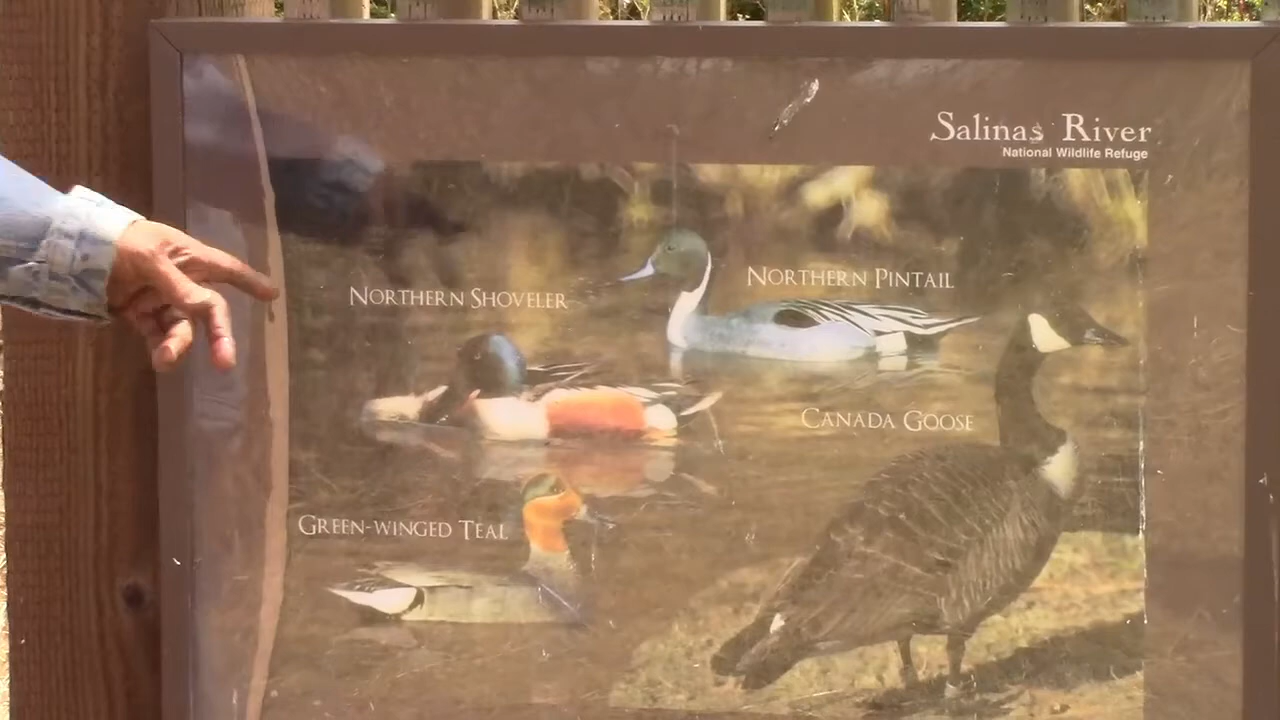 Salinas River
National Wildlife Refuge
NORTHERN PINTAIL
NORTHERN SHOVELER
CANADA GOOSE
GREEN-WINGED TEAL